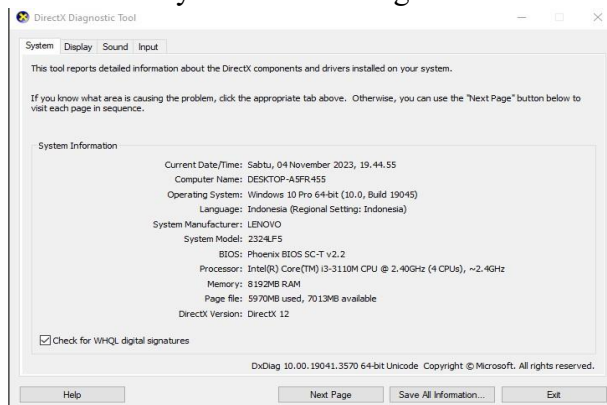 DirectX Diagnostic Tool
System Display Sound Input
This tool reports detailed information about the DirectX components and drivers installed on your system.
If you know what area is causing the problem, click the appropriate tab above. Otherwise, you can use the "Next Page" button below to
visit each page in sequence.
System Information
Current Date/Time: Sabtu, 04 November 2023, 19.44.55
Computer Name: DESKTOP-A5FR455
Operating System: Windows 10 Pro 64-bit (10.0, Build 19045)
Language: Indonesia (Regional Setting: Indonesia)
System Manufacturer: LENOVO
System Model: 2324LF5
BIOS: Phoenix BIOS SC-T v2.2
Processor: Intel(R) Core(TM) i3-3110M CPU @ 2.40GHz (4 CPUs), ~2.4GHz
Memory: 8192MB RAM
Page file: 5970MB used, 7013MB available
DirectX Version: DirectX 12
Check for WHQL digital signatures
DxDiag 10.00.19041.3570 64-bit Unicode Copyright © Microsoft. All rights reserved.
Help Next Page Save All Information... Exit